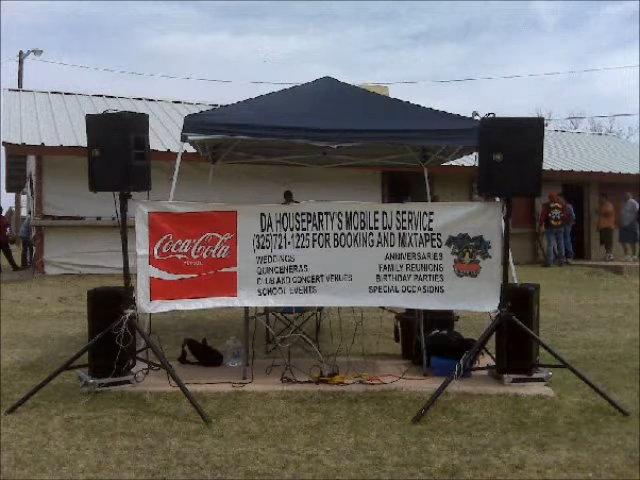 DA HOUSEPARTY'S MOBILE DJ SERVICE
(325)721-1225 FOR BOOKING AND MIXTAPES
Coca-Cola
WEDDINGS
QUINCENERAS
CLUB AND CONCERT VENUES
SCHOOL EVENTS
ANNIVERSARIES
FAMILY REUNIONS
BIRTHDAY PARTIES
SPECIAL OCCASIONS